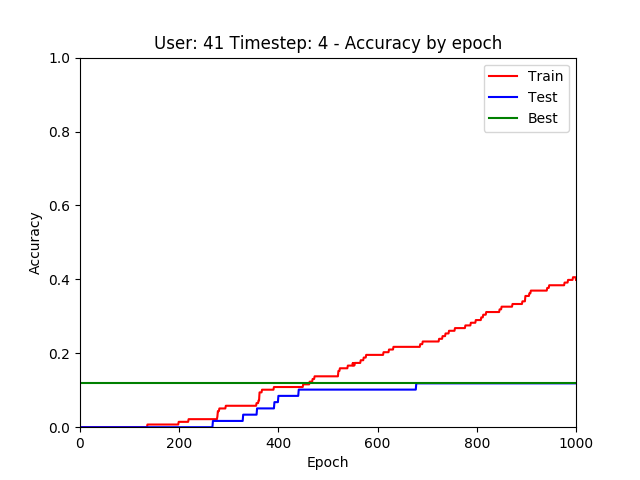 User: 41 Timestep: 4 - Accuracy by epoch
Train
Test
Best
1.0
0.8
0.6
0.4
0.2
0.0
Accuracy
0 200 400 600 800 1000
Epoch